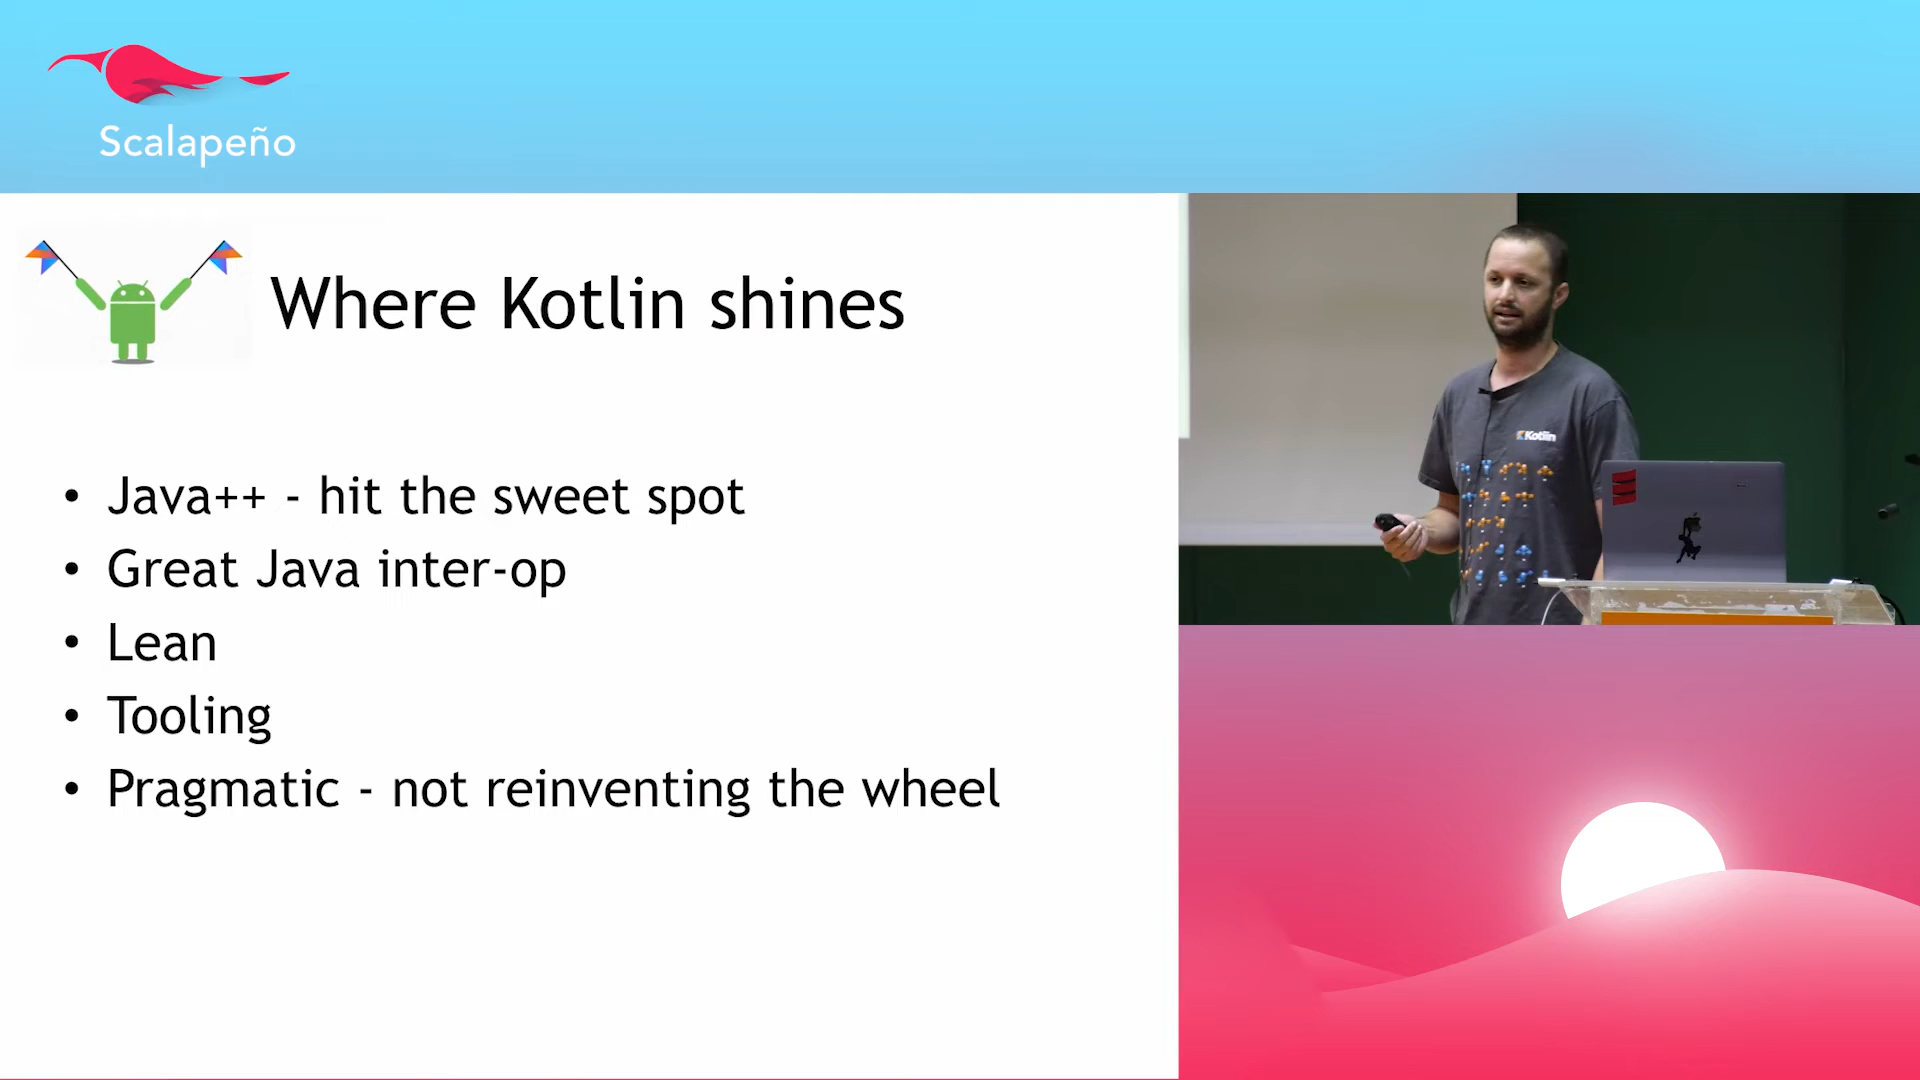 Scalapeño
Where Kotlin shines
• Java++ - hit the sweet spot
• Great Java inter-op
• Lean
• Tooling
• Pragmatic - not reinventing the wheel
Kotlin